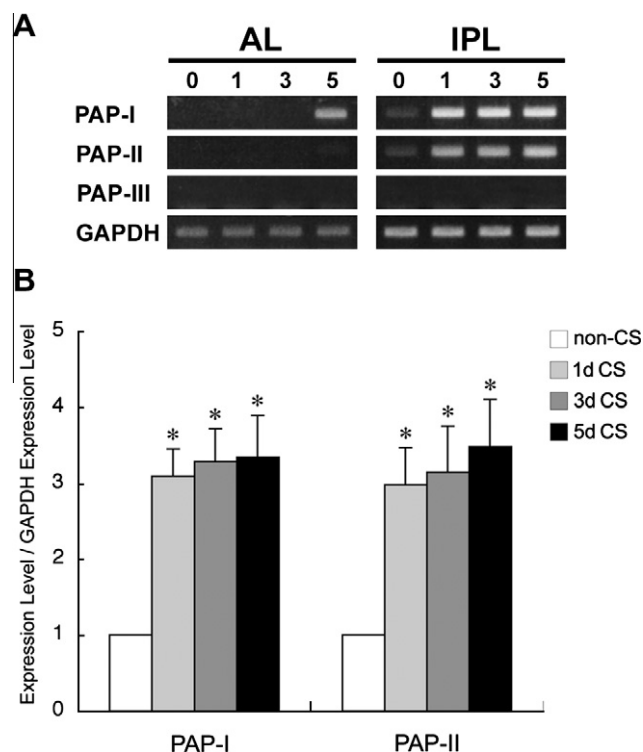 A
AL IPL
0 1 3 5 0 1 3 5
PAP-I
PAP-II
PAP-III
GAPDH
B
Expression Level / GAPDH Expression Level
5
4
3
2
1
0
* * * * * *
non-CS
1d CS
3d CS
5d CS
PAP-I PAP-II